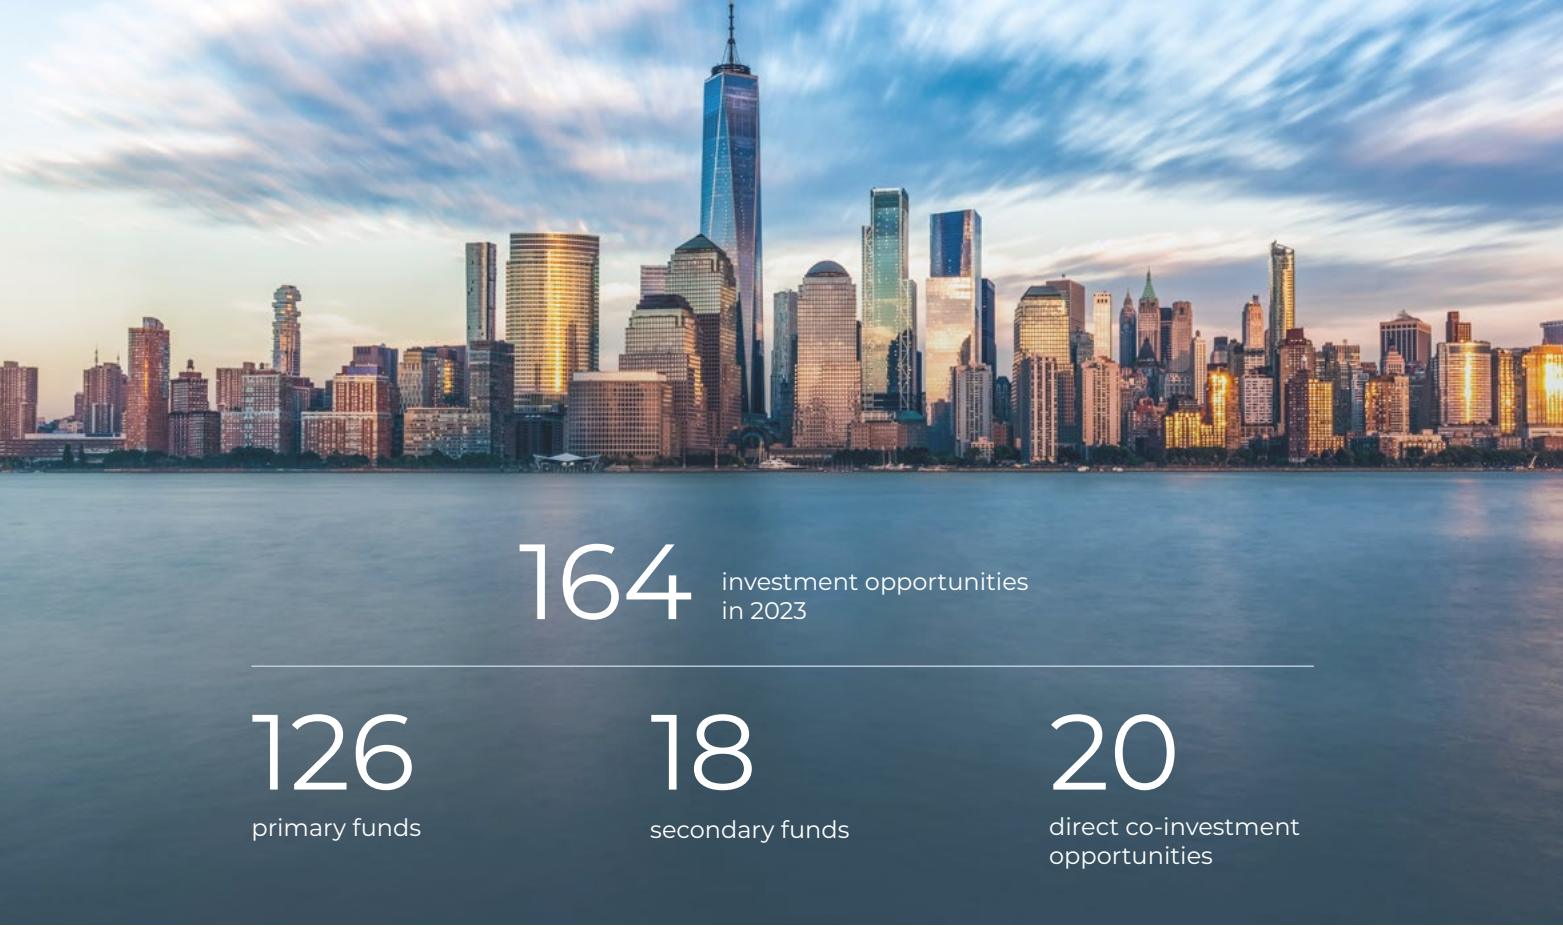 164
investment opportunities
in 2023
126
primary funds
18
secondary funds
20
direct co-investment
opportunities